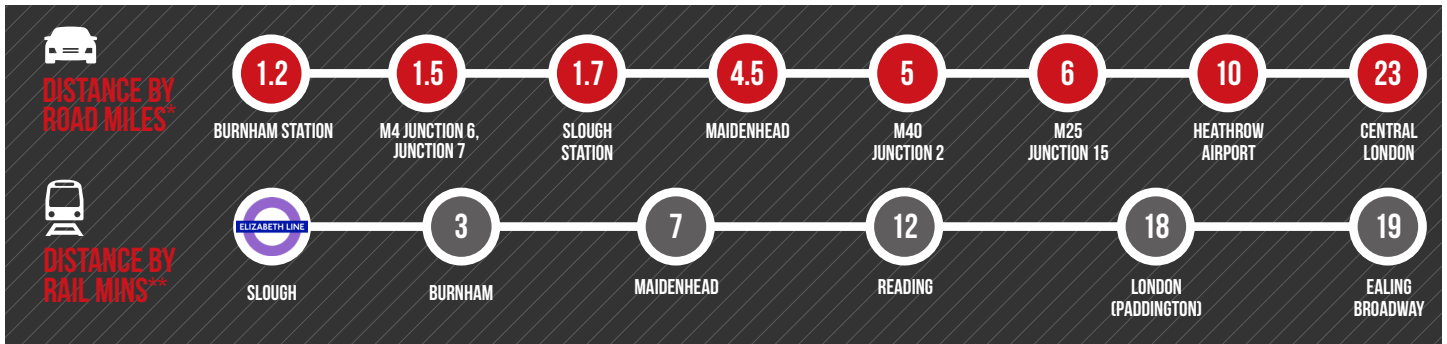 DISTANCE BY
ROAD MILES*
1.2
1.5
1.7
4.5
5
6
10
23
BURNHAM STATION
M4 JUNCTION 6,
JUNCTION 7
SLOUGH
STATION
MAIDENHEAD
M40
JUNCTION 2
M25
JUNCTION 15
HEATHROW
AIRPORT
CENTRAL
LONDON
DISTANCE BY
RAIL MINS**
ELIZABETH LINE
3
7
12
18
19
SLOUGH
BURNHAM
MAIDENHEAD
READING
LONDON
(PADDINGTON)
EALING
BROADWAY